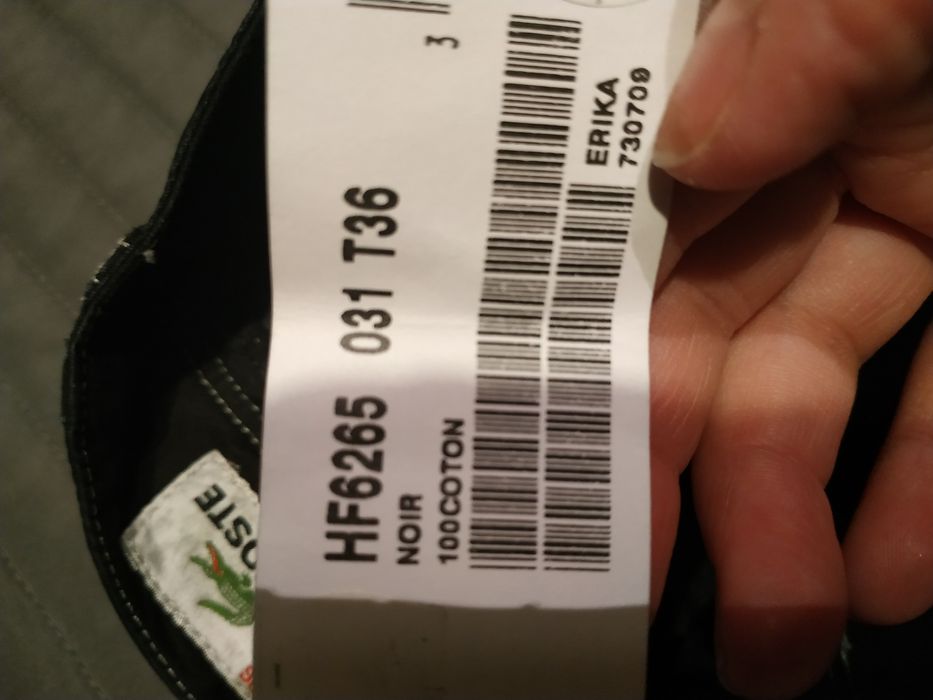 3
HF6265 031 T36
NOIR
100COTON
ERIKA
730709
OSTE